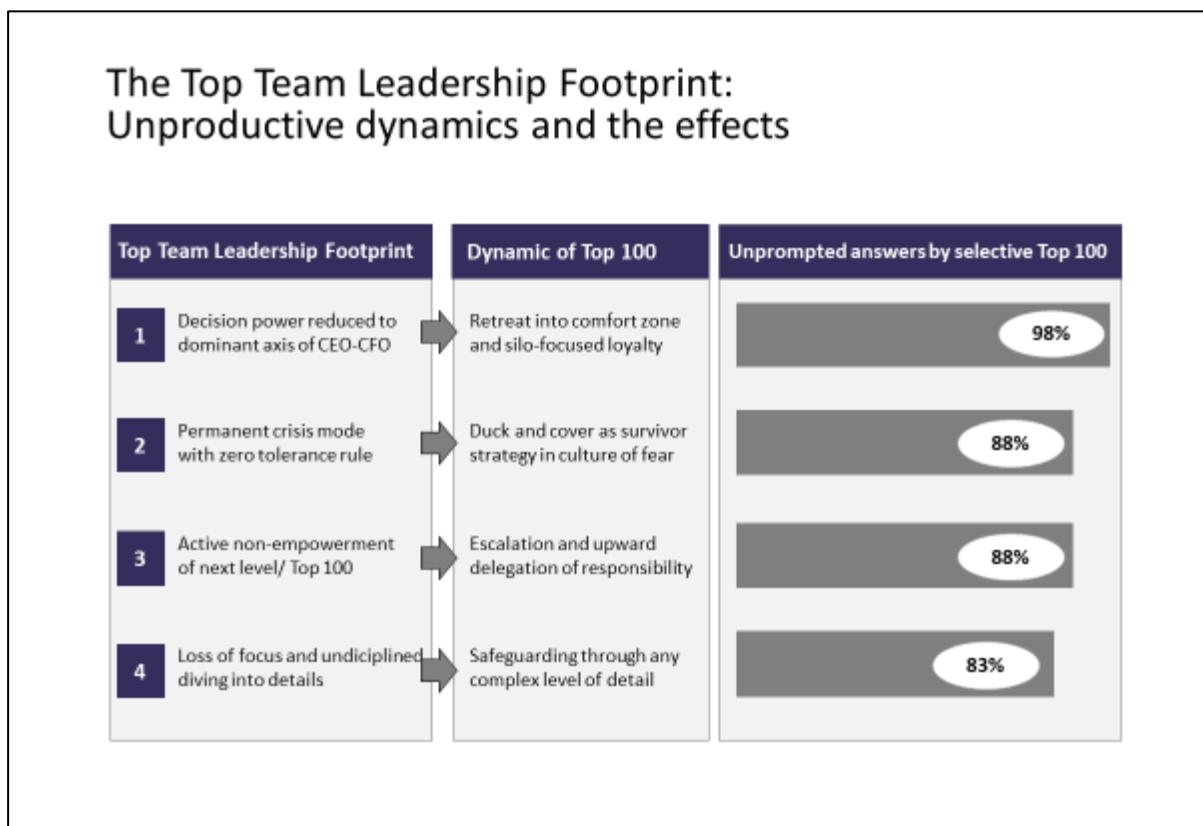 The Top Team Leadership Footprint:
Unproductive dynamics and the effects
Top Team Leadership Footprint
Dynamic of Top 100
Unprompted answers by selective Top 100
1
Decision power reduced to
dominant axis of CEO-CFO
Retreat into comfort zone
and silo-focused loyalty
98%
2
Permanent crisis mode
with zero tolerance rule
Duck and cover as survivor
strategy in culture of fear
88%
3
Active non-empowerment
of next level/ Top 100
Escalation and upward
delegation of responsibility
88%
4
Loss of focus and undiciplined
diving into details
Safeguarding through any
complex level of detail
83%